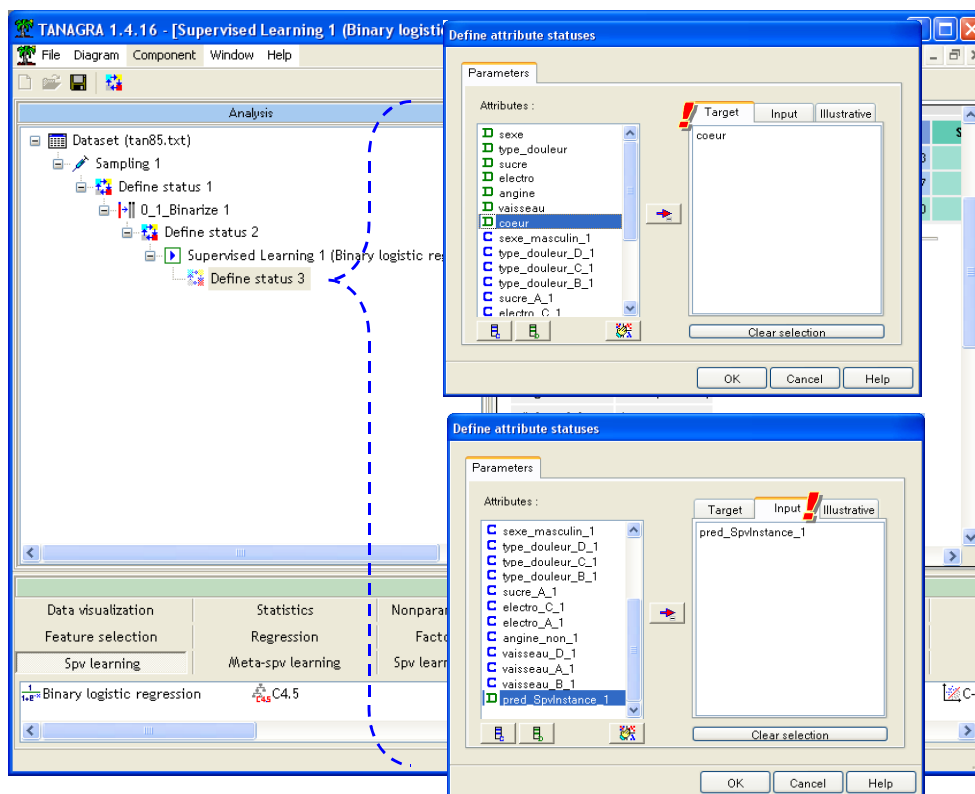 TANAGRA 1.4.16 - [Supervised Learning 1 (Binary logistic
File Diagram Component Window Help
Analysis
Dataset (tan85.txt)
Sampling 1
Define status 1
0_1_Binarize 1
Define status 2
Supervised Learning 1 (Binary logistic re
Define status 3
Define attribute statuses
Parameters
Attributes :
sexe
type_douleur
sucre
electro
angine
vaisseau
coeur
sexe_masculin_1
type_douleur_D_1
type_douleur_C_1
type_douleur_B_1
sucre_A_1
electro_C_1
Target Input Illustrative
coeur
Clear selection
OK Cancel Help
Define attribute statuses
Parameters
Attributes :
sexe_masculin_1
type_douleur_D_1
type_douleur_C_1
type_douleur_B_1
sucre_A_1
electro_C_1
electro_A_1
angine_non_1
vaisseau_D_1
vaisseau_A_1
vaisseau_B_1
pred_SpvInstance_1
Target Input Illustrative
pred_SpvInstance_1
Clear selection
OK Cancel Help
Data visualization Statistics Nonparar
Feature selection Regression Facto
Spv learning Meta-spv learning Spv learr
Binary logistic regression C4.5 C-